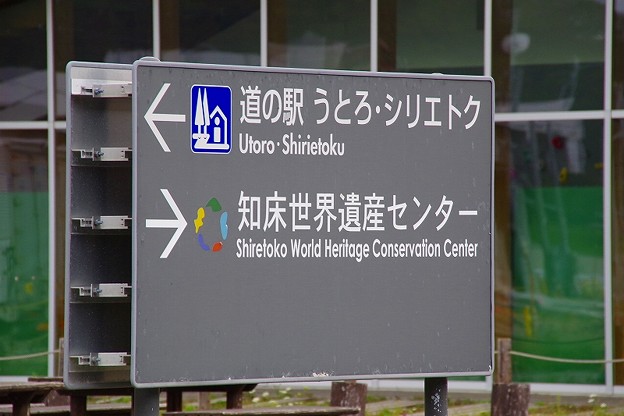 道の駅 うとろ・シリエトク
Utoro・Shirietoku
知床世界遺産センター
Shiretoko World Heritage Conservation Center